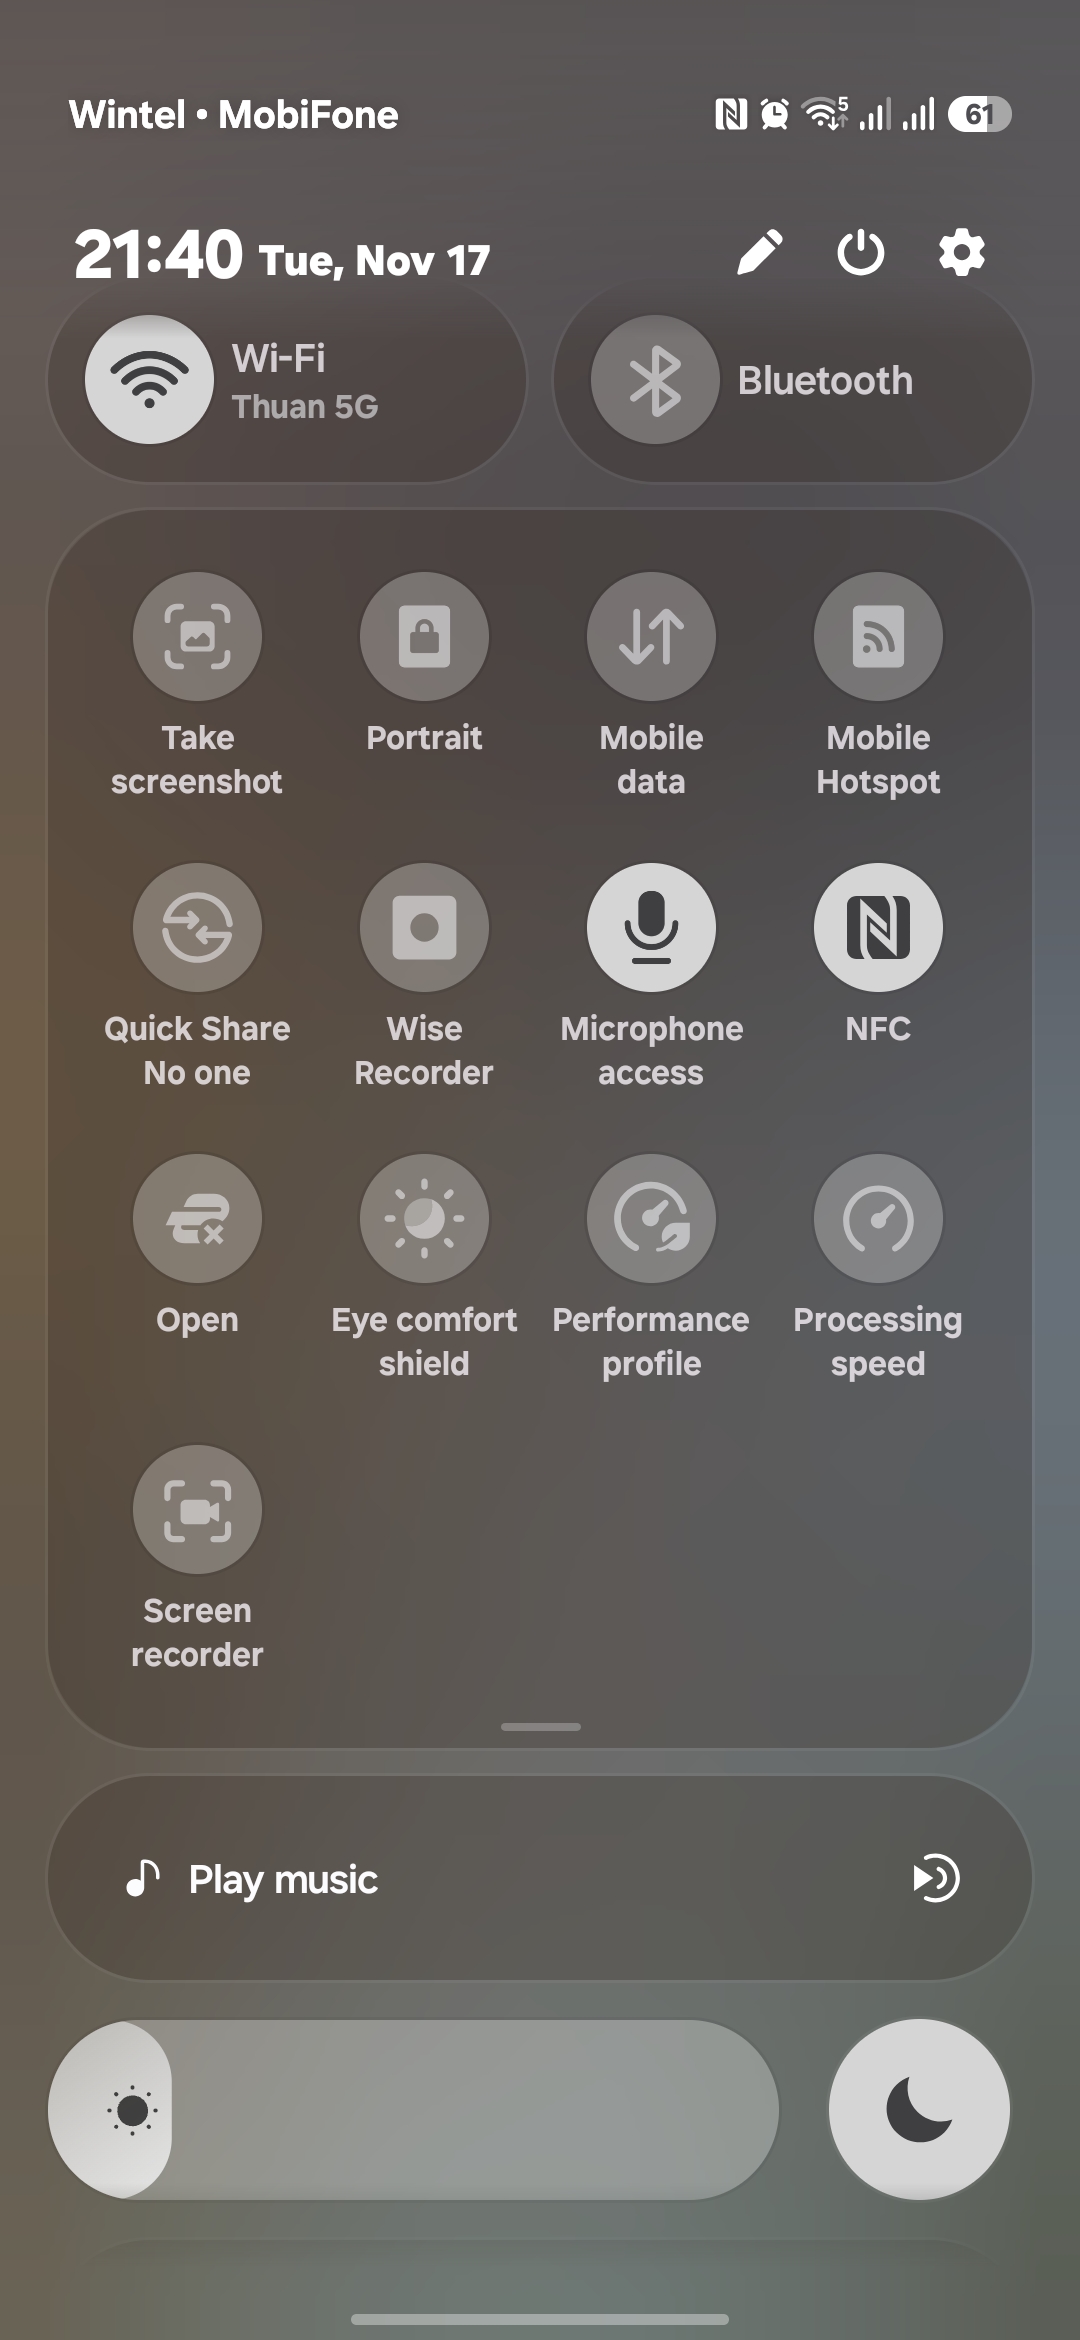 Wintel • MobiFone
5
61
21:40 Tue, Nov 17
Wi-Fi
Thuan 5G
Bluetooth
Take
screenshot
Portrait
Mobile
data
Mobile
Hotspot
Quick Share
No one
Wise
Recorder
Microphone
access
NFC
Open
Eye comfort
shield
Performance
profile
Processing
speed
Screen
recorder
Play music